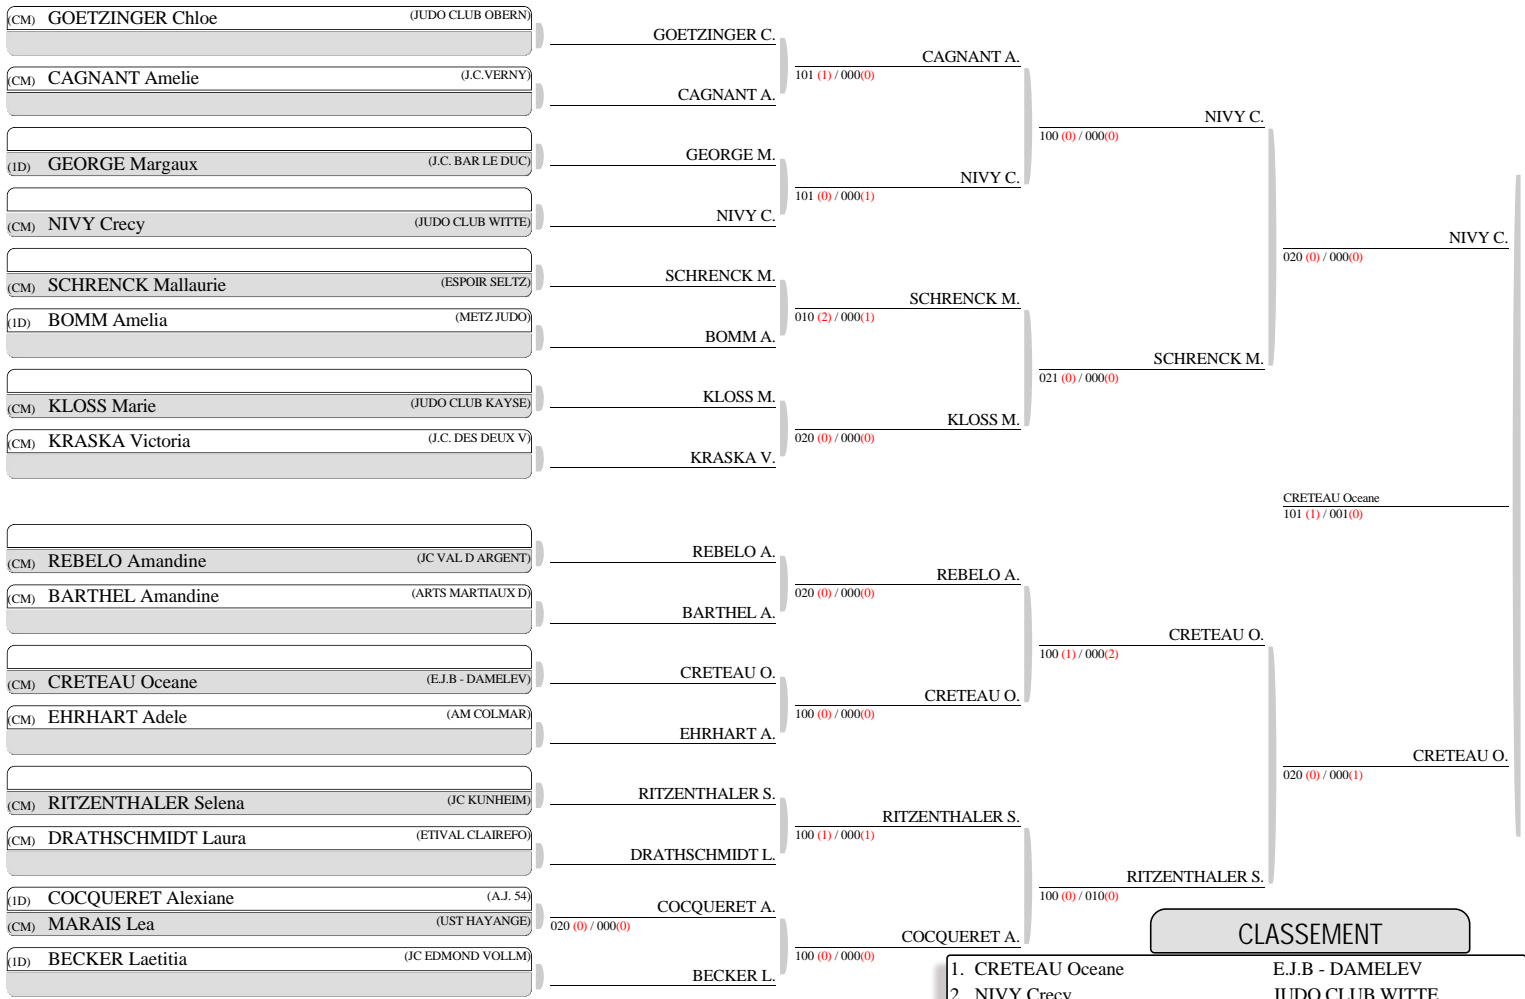 (CM) GOETZINGER Chloe (JUDO CLUB OBERN)
(CM) CAGNANT Amelie (J.C.VERNY)
(1D) GEORGE Margaux (J.C. BAR LE DUC)
(CM) NIVY Crecy (JUDO CLUB WITTE)
(CM) SCHRENCK Mallaurie (ESPOIR SELTZ)
(1D) BOMM Amelia (METZ JUDO)
(CM) KLOSS Marie (JUDO CLUB KAYSE)
(CM) KRASKA Victoria (J.C. DES DEUX V)
(CM) REBELO Amandine (JC VAL D ARGENT)
(CM) BARTHEL Amandine (ARTS MARTIAUX D)
(CM) CRETEAU Oceane (E.J.B - DAMELEV)
(CM) EHRHART Adele (AM COLMAR)
(CM) RITZENTHALER Selena (JC KUNHEIM)
(CM) DRATHSCHMIDT Laura (ETIVAL CLAIREFO)
(1D) COCQUERET Alexiane (A.J. 54)
(CM) MARAIS Lea (UST HAYANGE)
(1D) BECKER Laetitia (JC EDMOND VOLLM)
GOETZINGER C.
CAGNANT A.
GEORGE M.
NIVY C.
SCHRENCK M.
BOMM A.
KLOSS M.
KRASKA V.
REBELO A.
BARTHEL A.
CRETEAU O.
EHRHART A.
RITZENTHALER S.
DRATHSCHMIDT L.
COCQUERET A.
020 (0) / 000(0)
BECKER L.
CAGNANT A.
101 (1) / 000(0)
NIVY C.
101 (0) / 000(1)
SCHRENCK M.
010 (2) / 000(1)
KLOSS M.
020 (0) / 000(0)
REBELO A.
020 (0) / 000(0)
CRETEAU O.
100 (0) / 000(0)
RITZENTHALER S.
100 (1) / 000(1)
COCQUERET A.
100 (0) / 000(0)
NIVY C.
100 (0) / 000(0)
SCHRENCK M.
021 (0) / 000(0)
CRETEAU O.
100 (1) / 000(2)
RITZENTHALER S.
100 (0) / 010(0)
NIVY C.
020 (0) / 000(0)
CRETEAU Oceane
101 (1) / 001(0)
CRETEAU O.
020 (0) / 000(1)
CLASSEMENT
1. CRETEAU Oceane E.J.B - DAMELEV
2. NIVY Crecy JUDO CLUB WITTE